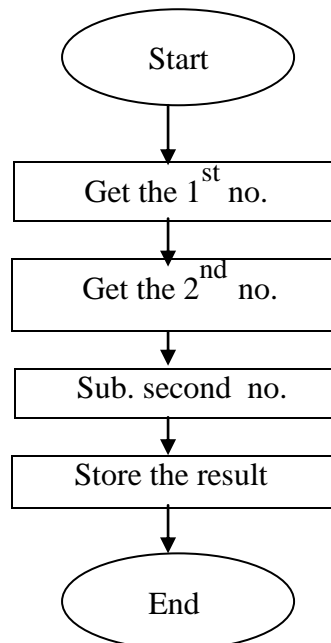 Start
Get the 1st no.
Get the 2nd no.
Sub. second no.
Store the result
End